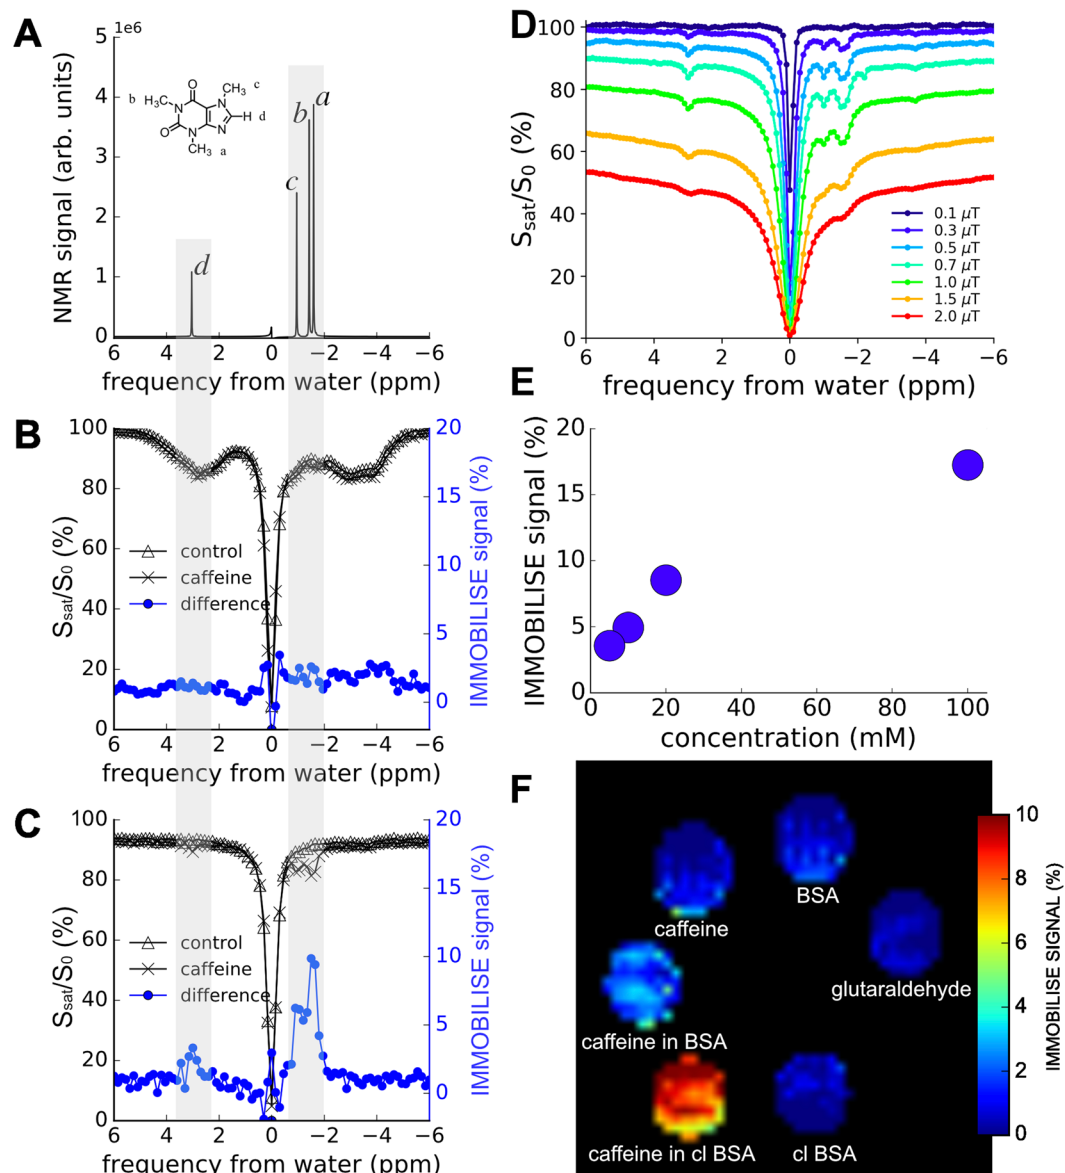 A
1e6
5
4
3
2
1
0
NMR signal (arb. units)
6 4 2 0 −2 −4 −6
frequency from water (ppm)
O
CH₃ c
b H₃C
N
N
H d
O
N
N
CH₃ a
a
b
c
d
B
100
80
60
40
20
0
Ssat/S0 (%)
control
caffeine
difference
20
15
10
5
0
IMMOBILISE signal (%)
6 4 2 0 −2 −4 −6
frequency from water (ppm)
C
100
80
60
40
20
0
Ssat/S0 (%)
control
caffeine
difference
20
15
10
5
0
IMMOBILISE signal (%)
6 4 2 0 −2 −4 −6
frequency from water (ppm)
D
100
80
60
40
20
0
Ssat/S0 (%)
0.1 μT
0.3 μT
0.5 μT
0.7 μT
1.0 μT
1.5 μT
2.0 μT
6 4 2 0 −2 −4 −6
frequency from water (ppm)
E
20
15
10
5
0
IMMOBILISE signal (%)
0 20 40 60 80 100
concentration (mM)
F
BSA
caffeine
glutaraldehyde
caffeine in BSA
caffeine in cl BSA
cl BSA
10
8
6
4
2
0
IMMOBILISE SIGNAL (%)